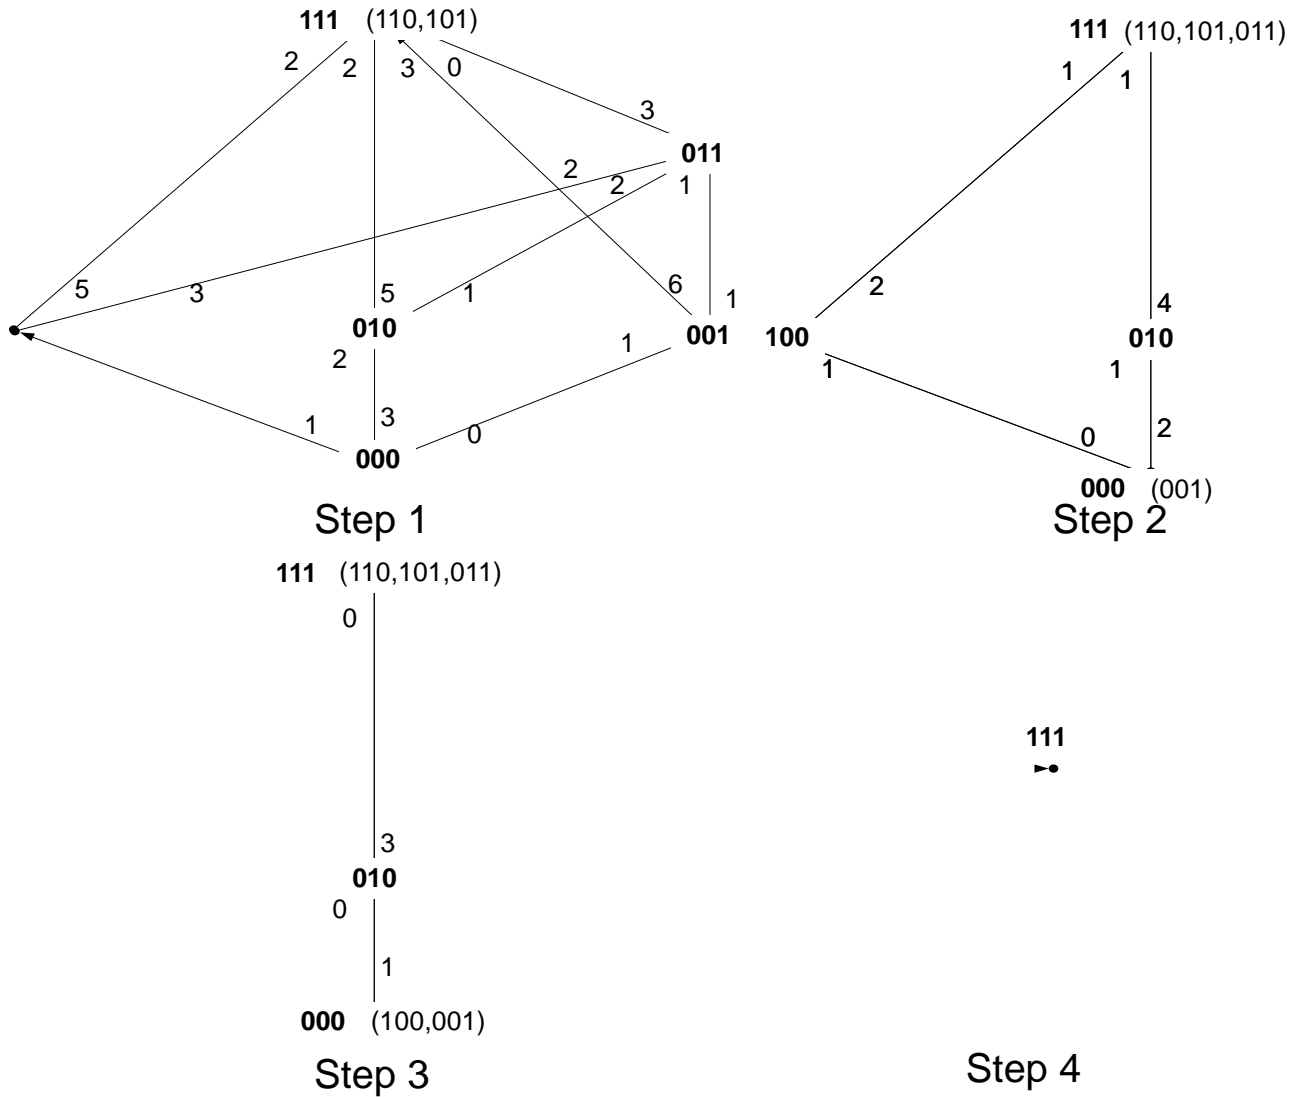 111 (110,101)
2 2 3 0
3
011
2 2 1
5 3 5 1 6 1
010
001
2 1
1 3 0
000
Step 1
111 (110,101,011)
1 1
2 4
100 010
1 1
0 2
000 (001)
Step 2
111 (110,101,011)
0
3
010
0
1
000 (100,001)
Step 3
111
Step 4